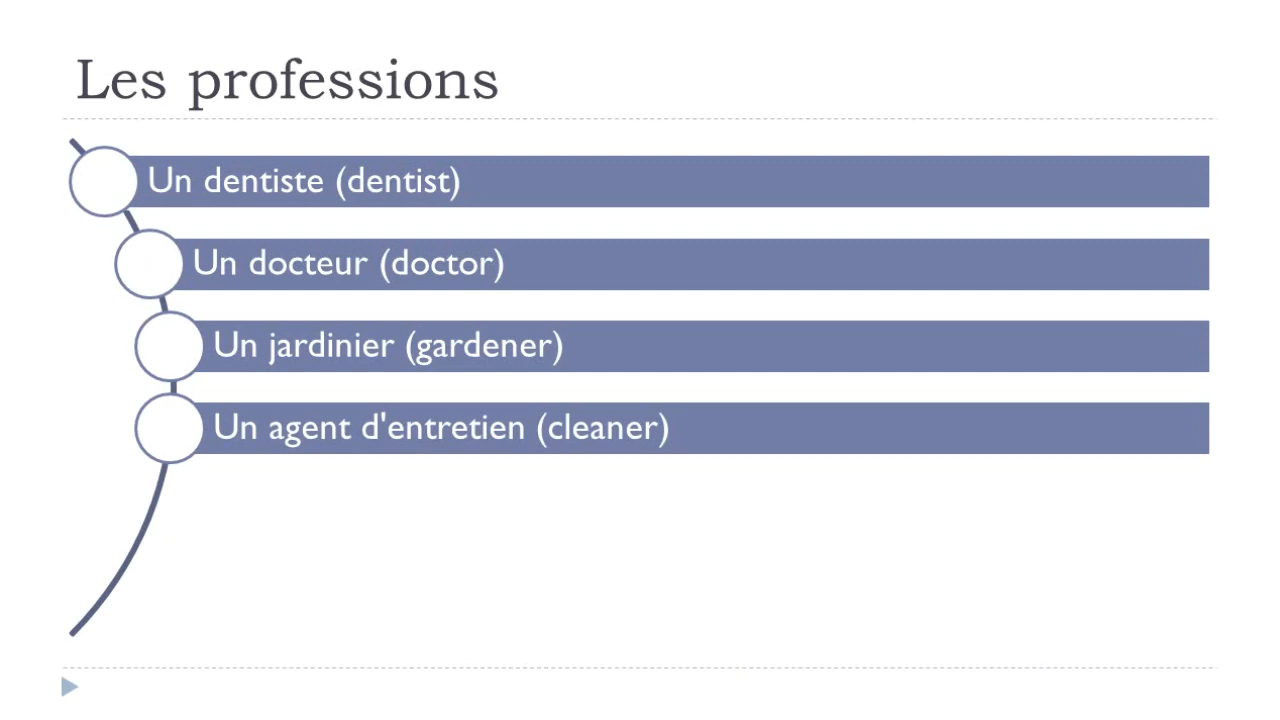 Les professions
Un dentiste (dentist)
Un docteur (doctor)
Un jardinier (gardener)
Un agent d'entretien (cleaner)